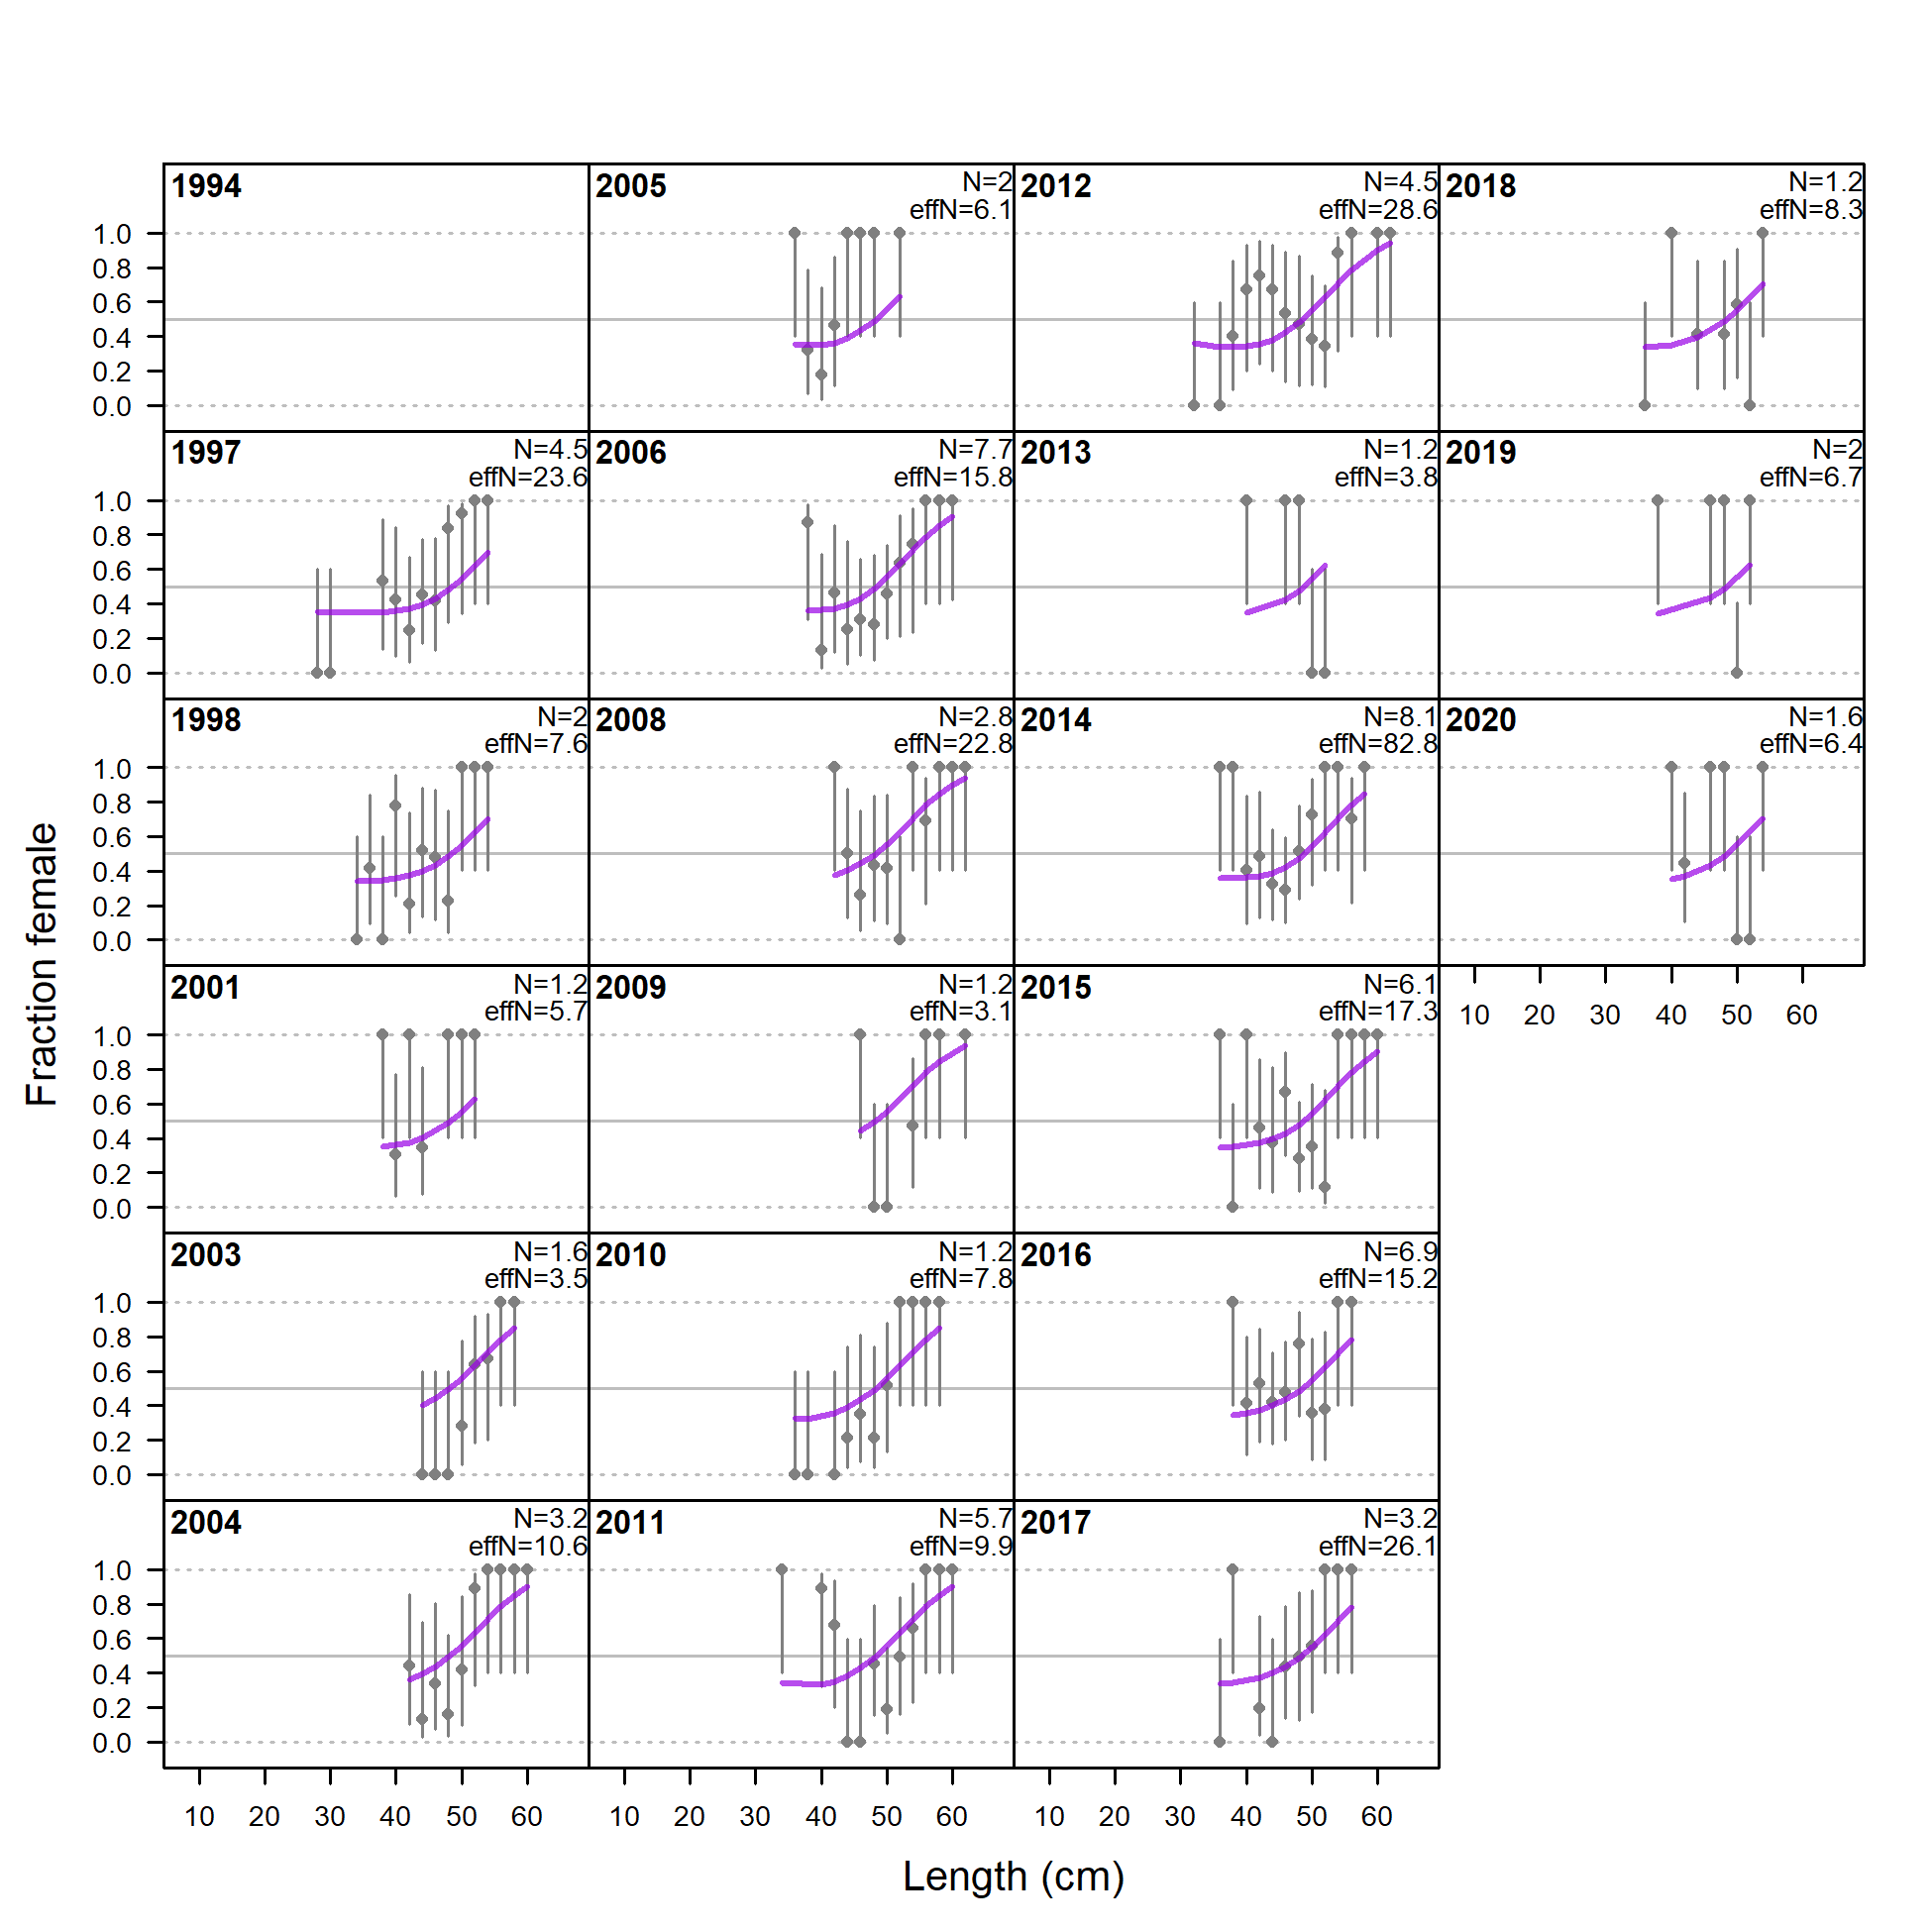 1994
2005
N=2
effN=6.1
2012
N=4.5
effN=28.6
2018
N=1.2
effN=8.3
1.0
0.8
0.6
0.4
0.2
0.0
1997
N=4.5
effN=23.6
2006
N=7.7
effN=15.8
2013
N=1.2
effN=3.8
2019
N=2
effN=6.7
1.0
0.8
0.6
0.4
0.2
0.0
1998
N=2
effN=7.6
2008
N=2.8
effN=22.8
2014
N=8.1
effN=82.8
2020
N=1.6
effN=6.4
1.0
0.8
0.6
0.4
0.2
0.0
2001
N=1.2
effN=5.7
2009
N=1.2
effN=3.1
2015
N=6.1
effN=17.3
10 20 30 40 50 60
1.0
0.8
0.6
0.4
0.2
0.0
2003
N=1.6
effN=3.5
2010
N=1.2
effN=7.8
2016
N=6.9
effN=15.2
1.0
0.8
0.6
0.4
0.2
0.0
2004
N=3.2
effN=10.6
2011
N=5.7
effN=9.9
2017
N=3.2
effN=26.1
1.0
0.8
0.6
0.4
0.2
0.0
10 20 30 40 50 60
10 20 30 40 50 60
10 20 30 40 50 60
Fraction female
Length (cm)